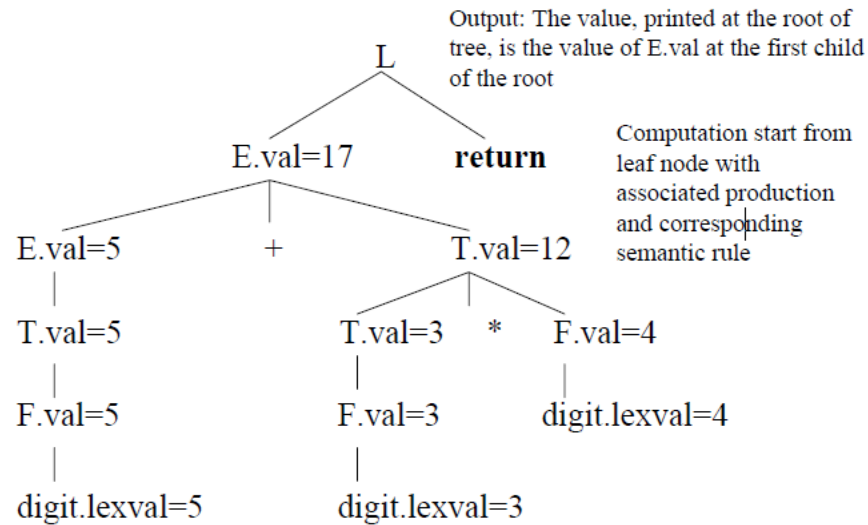 Output: The value, printed at the root of
tree, is the value of E.val at the first child
of the root
L
E.val=17
return
Computation start from
leaf node with
associated production
and corresponding
semantic rule
E.val=5
+
T.val=12
T.val=5
T.val=3
*
F.val=4
F.val=5
F.val=3
digit.lexval=4
digit.lexval=5
digit.lexval=3